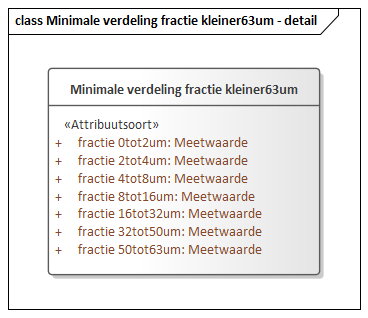 class Minimale verdeling fractie kleiner63um - detail
Minimale verdeling fractie kleiner63um
«Attribuutsoort»
+ fractie 0tot2um: Meetwaarde
+ fractie 2tot4um: Meetwaarde
+ fractie 4tot8um: Meetwaarde
+ fractie 8tot16um: Meetwaarde
+ fractie 16tot32um: Meetwaarde
+ fractie 32tot50um: Meetwaarde
+ fractie 50tot63um: Meetwaarde